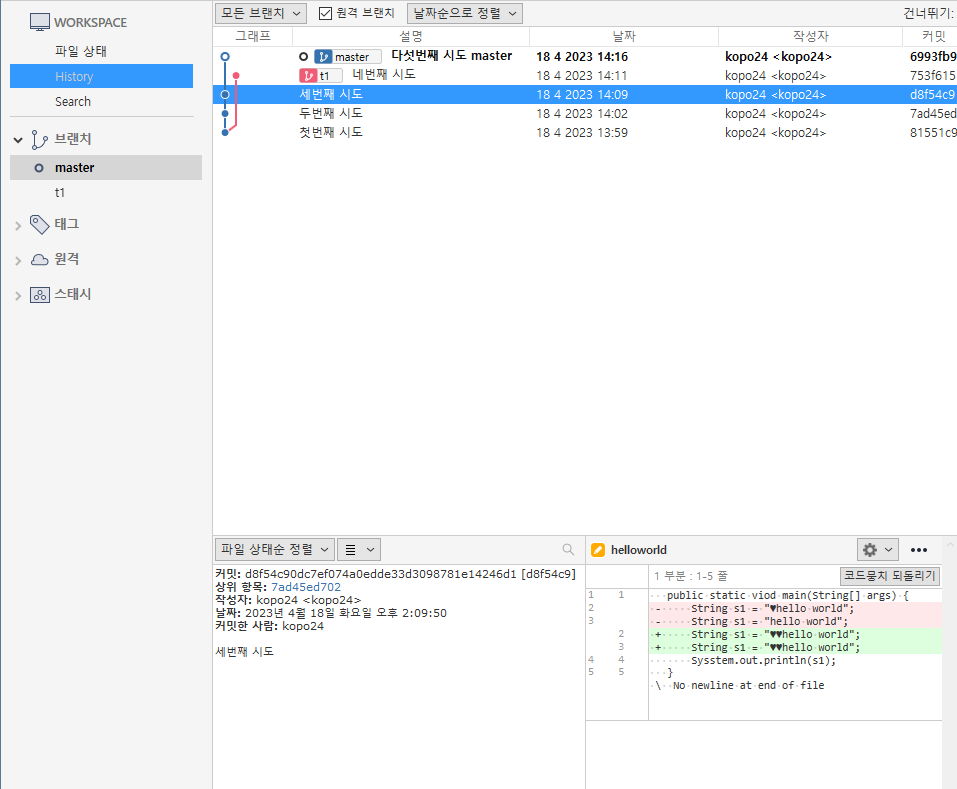 WORKSPACE
파일 상태
History
Search
브랜치
master
t1
태그
원격
스태시
모든 브랜치 원격 브랜치 날짜순으로 정렬 건너뛰기:
그래프 설명 날짜 작성자 커밋
master 다섯번째 시도 master 18 4 2023 14:16 kopo24 <kopo24> 6993fb9
t1 네번째 시도 18 4 2023 14:11 kopo24 <kopo24> 753f615
세번째 시도 18 4 2023 14:09 kopo24 <kopo24> d8f54c9
두번째 시도 18 4 2023 14:02 kopo24 <kopo24> 7ad45ed
첫번째 시도 18 4 2023 13:59 kopo24 <kopo24> 81551c9
파일 상태순 정렬
커밋: d8f54c90dc7ef074a0edde33d3098781e14246d1 [d8f54c9]
상위 항목: 7ad45ed702
작성자: kopo24 <kopo24>
날짜: 2023년 4월 18일 화요일 오후 2:09:50
커밋한 사람: kopo24
세번째 시도
helloworld
1 부분 : 1-5 줄 코드뭉치 되돌리기
1 1 public static viod main(String[] args) {
2 - String s1 = "♥hello world";
3 - String s1 = "hello world";
2 + String s1 = "♥♥hello world";
3 + String s1 = "♥♥hello world";
4 4 Sysstem.out.println(s1);
5 5 }
\ No newline at end of file